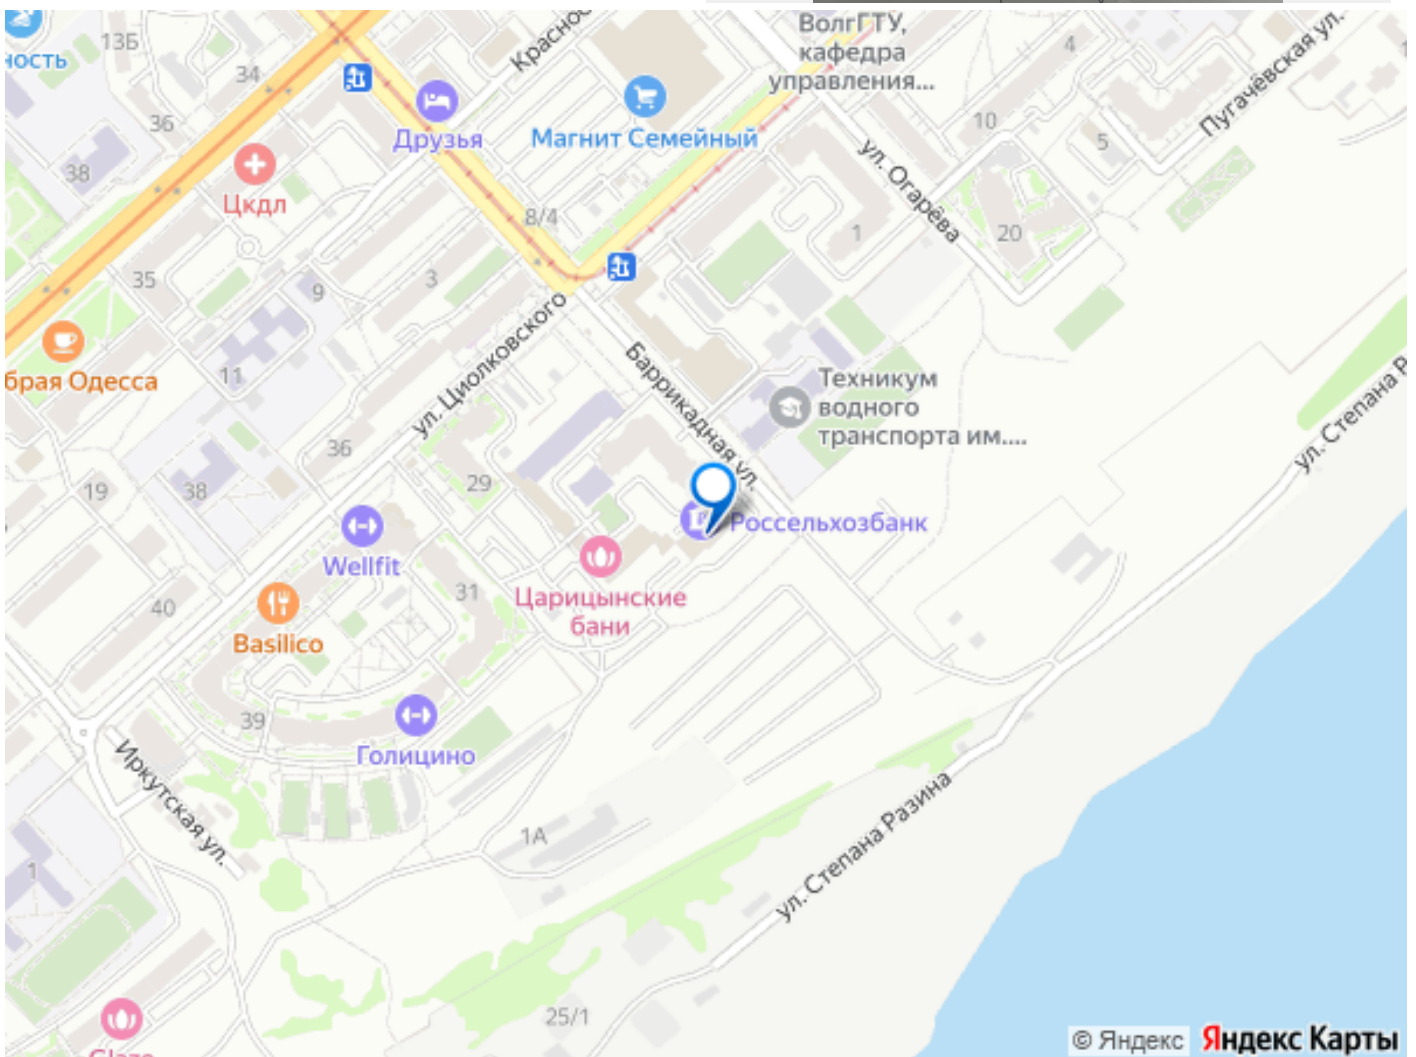 13Б
ность
34
36
38
Красно
ВолгГТУ,
кафедра
управления...
4
10
5
Пугачёвская ул.
Друзья
Магнит Семейный
Цкдл
8/4
ул. Огарёва
1
20
35
9
3
11
брая Одесса
ул. Циолковского
Баррикадная ул.
Техникум
водного
транспорта им....
ул. Степана Р
36
19
38
29
Wellfit
Россельхозбанк
Царицынские
бани
40
31
Basilico
39
Голицино
Иркутская ул.
1А
1
ул. Степана Разина
25/1
© Яндекс
Яндекс Карты